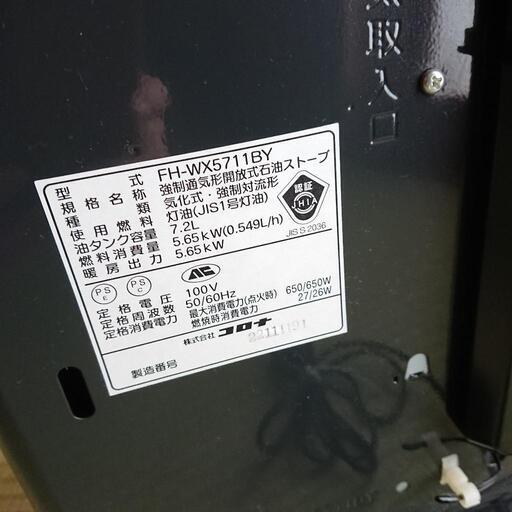 気取入口
型 式 FH-WX5711BY
規格名称 強制通気形開放式石油ストーブ
種類 気化式・強制対流形
使用燃料 灯油(JIS1号灯油)
油タンク容量 7.2L
燃料消費量 5.65kW(0.549L/h)
暖房出力 5.65kW
認証
JHIA
JIS S 2036
PS E
PS C
定格電圧 100V
定格周波数 50/60Hz
定格消費電力 最大消費電力(点火時) 650/650W
燃焼時消費電力 27/26W
株式会社 コロナ
製造番号